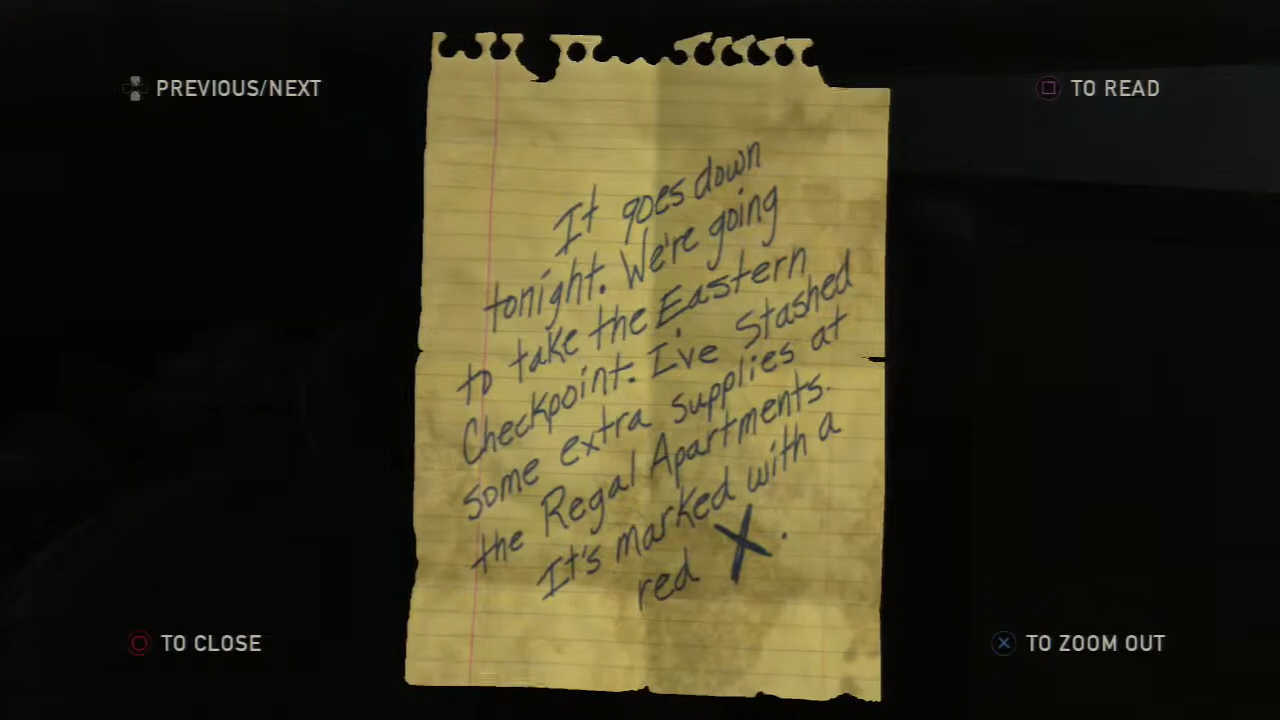 PREVIOUS/NEXT
TO READ
It goes down
tonight. We're going
to take the Eastern
Checkpoint. I've Stashed
some extra supplies at
the Regal Apartments.
It's marked with a
red X.
TO CLOSE
TO ZOOM OUT